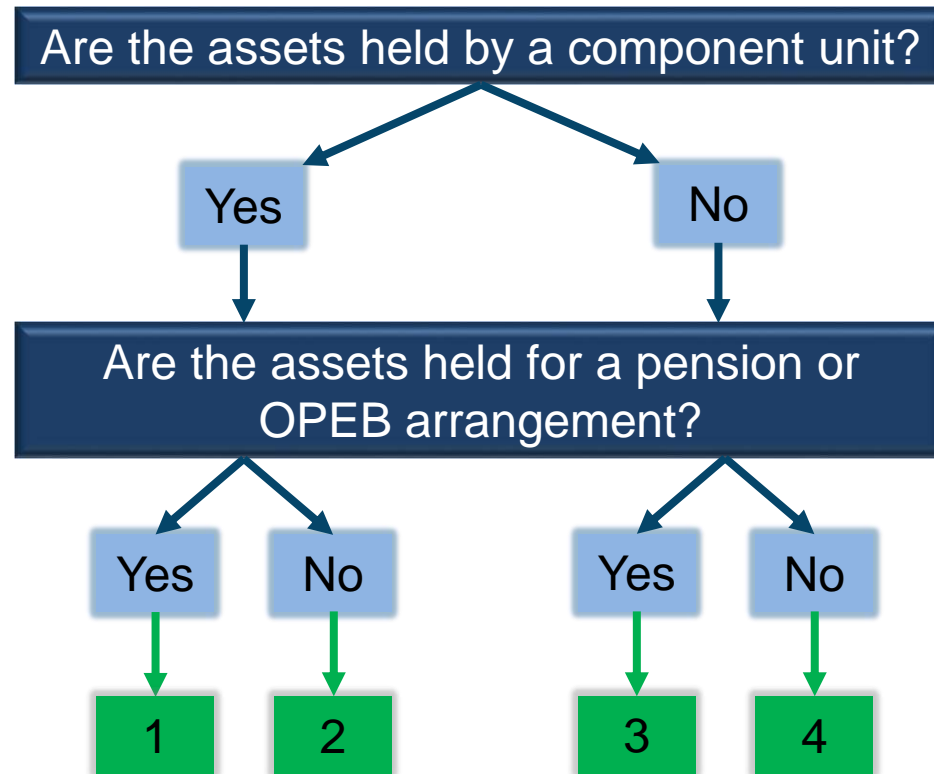 Are the assets held by a component unit?
Yes
No
Are the assets held for a pension or
OPEB arrangement?
Yes
No
Yes
No
1
2
3
4